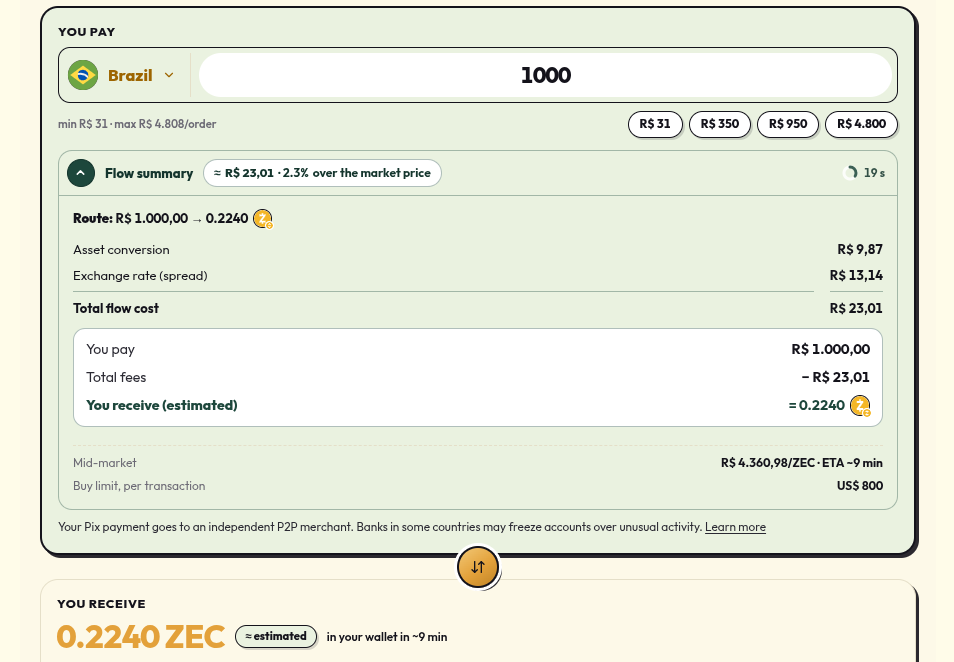 YOU PAY
Brazil 1000
min R$ 31 · max R$ 4.808/order R$ 31 R$ 350 R$ 950 R$ 4.800
Flow summary ≈ R$ 23,01 · 2.3% over the market price 19 s
Route: R$ 1.000,00 → 0.2240
Asset conversion R$ 9,87
Exchange rate (spread) R$ 13,14
Total flow cost R$ 23,01
You pay R$ 1.000,00
Total fees – R$ 23,01
You receive (estimated) = 0.2240
Mid-market R$ 4.360,98/ZEC · ETA ~9 min
Buy limit, per transaction US$ 800
Your Pix payment goes to an independent P2P merchant. Banks in some countries may freeze accounts over unusual activity. Learn more
YOU RECEIVE
0.2240 ZEC ≈ estimated in your wallet in ~9 min